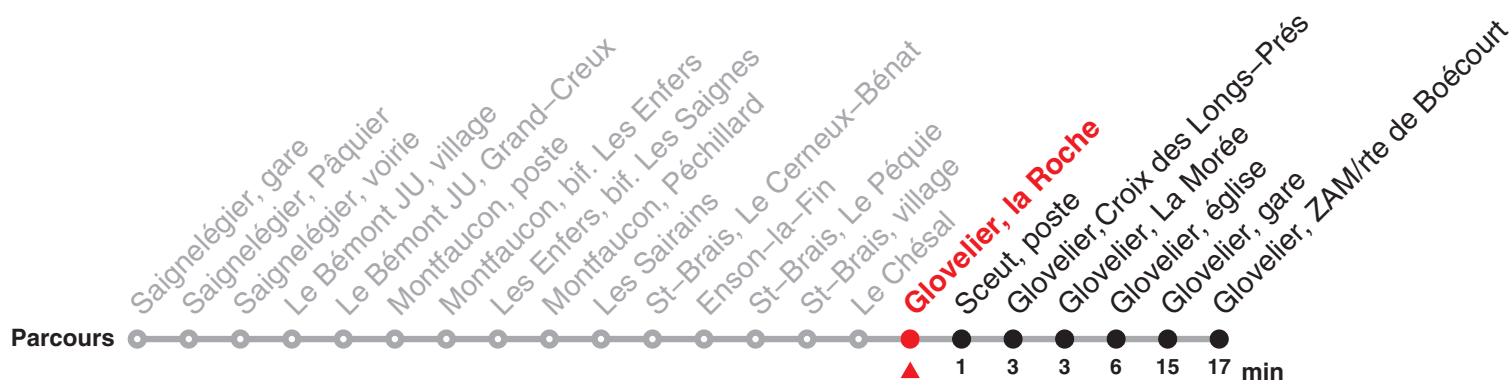 Saignelégier, gare
Saignelégier, Pâquier
Saignelégier, voirie
Le Bémont JU, village
Le Bémont JU, Grand–Creux
Montfaucon, poste
Montfaucon, bif. Les Enfers
Les Enfers, bif. Les Saignes
Montfaucon, Péchillard
Les Sairains
St–Brais, Le Cerneux–Bénat
Enson–la–Fin
St–Brais, Le Péquie
St–Brais, village
Le Chésal
Glovelier, la Roche
Sceut, poste
Glovelier, Croix des Longs–Prés
Glovelier, La Morée
Glovelier, église
Glovelier, gare
Glovelier, ZAM/rte de Boécourt
Parcours
1 3 3 6 15 17 min